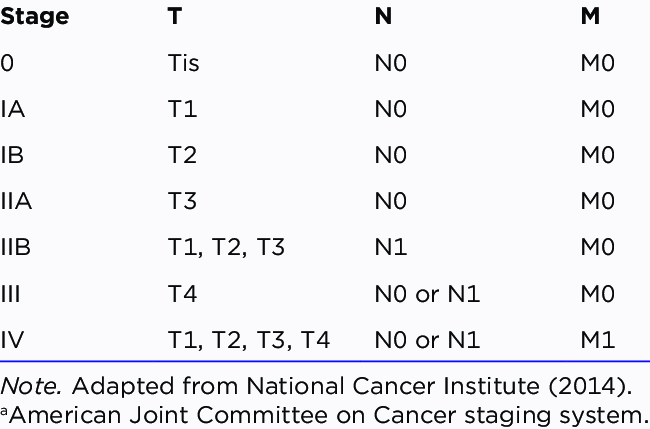 Stage T N M
0 Tis N0 M0
IA T1 N0 M0
IB T2 N0 M0
IIA T3 N0 M0
IIB T1, T2, T3 N1 M0
III T4 N0 or N1 M0
IV T1, T2, T3, T4 N0 or N1 M1
Note. Adapted from National Cancer Institute (2014).
ᵃAmerican Joint Committee on Cancer staging system.